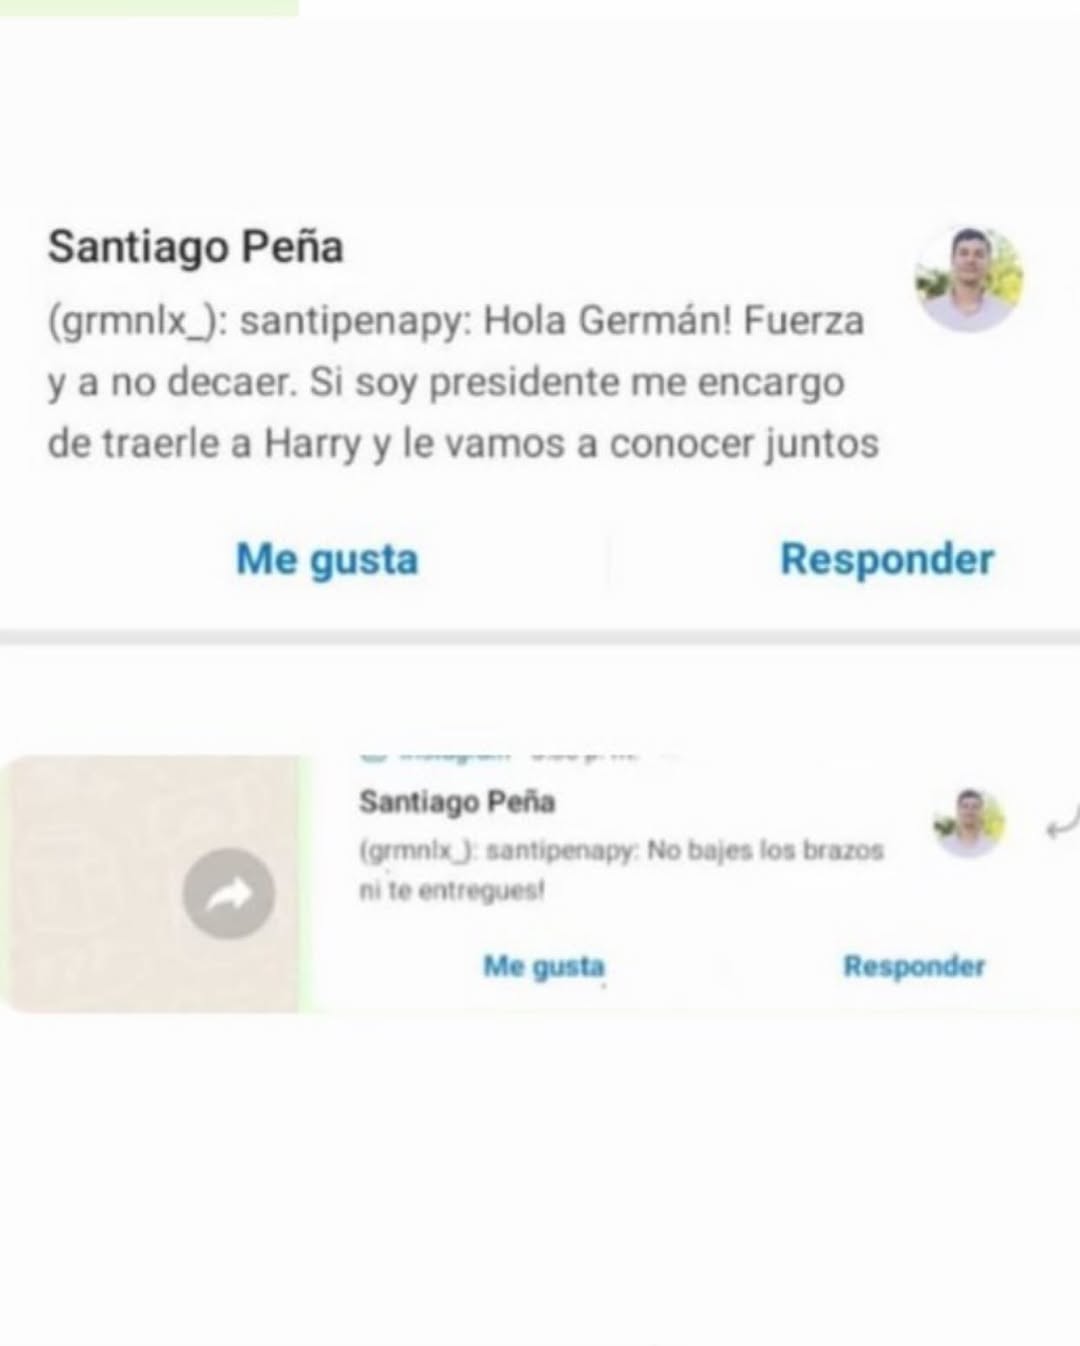 Santiago Peña
(grmnlx_): santipenapy: Hola Germán! Fuerza
y a no decaer. Si soy presidente me encargo
de traerle a Harry y le vamos a conocer juntos
Me gusta
Responder
Santiago Peña
(grmnlx_): santipenapy: No bajes los brazos
ni te entregues!
Me gusta
Responder